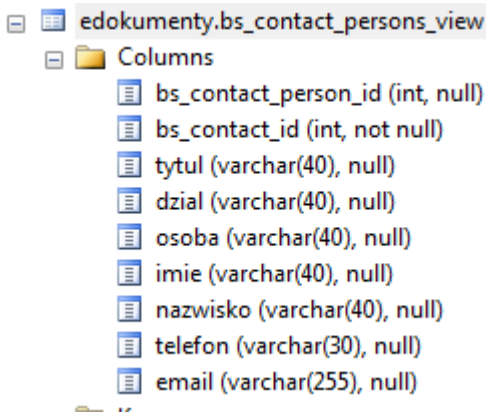 edokumenty.bs_contact_persons_view
Columns
bs_contact_person_id (int, null)
bs_contact_id (int, not null)
tytul (varchar(40), null)
dzial (varchar(40), null)
osoba (varchar(40), null)
imie (varchar(40), null)
nazwisko (varchar(40), null)
telefon (varchar(30), null)
email (varchar(255), null)